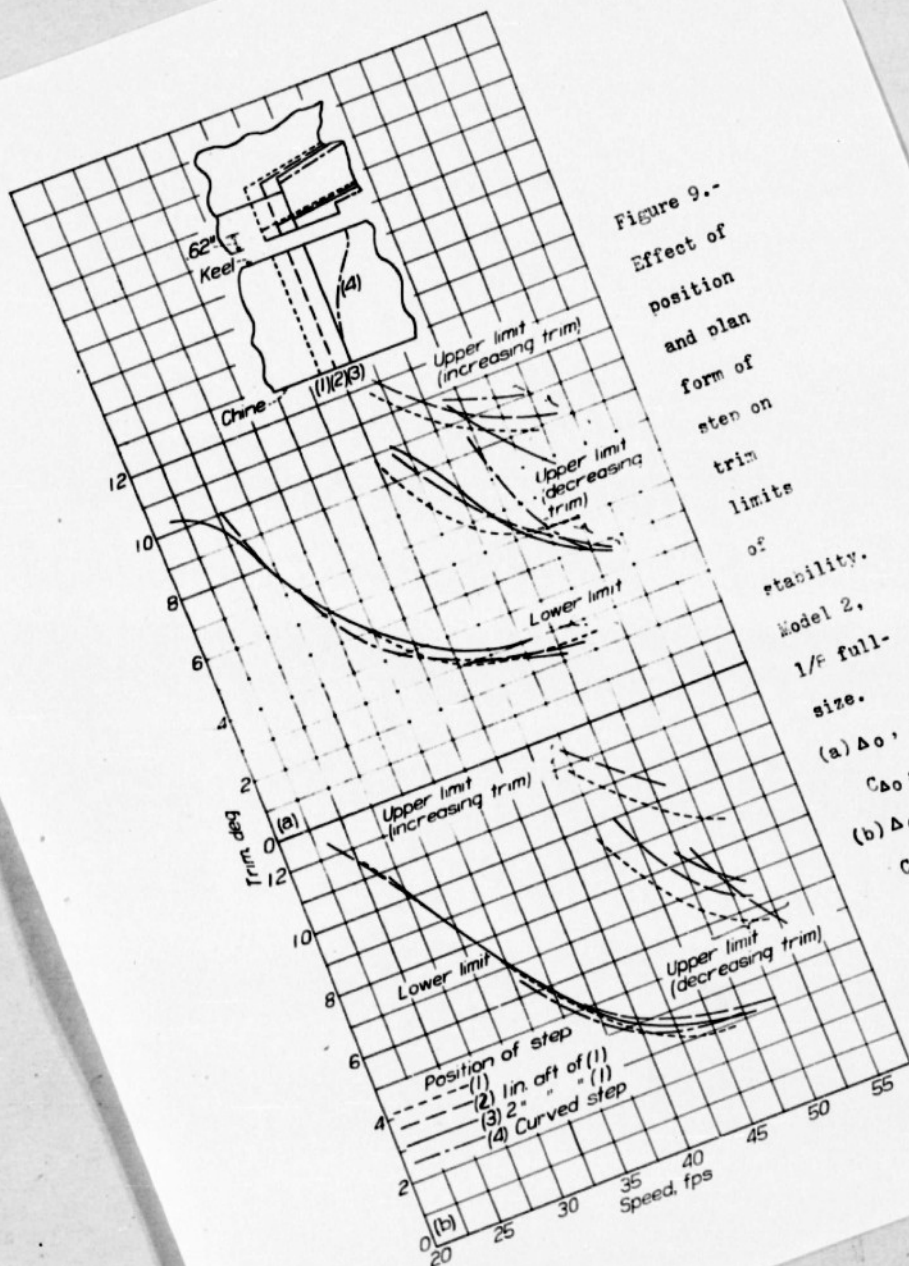 62"
Keel
(4)
Chine
(1)(2)(3)
Upper limit
(increasing trim)
Upper limit
(decreasing
trim)
Lower limit
12
10
8
6
4
2
0
(a)
Trim, deg
Upper limit
(increasing trim)
Upper limit
(decreasing trim)
Lower limit
12
10
8
6
4
2
0
(b)
Position of step
(1)
(2) 1 in. aft of (1)
(3) 2 " " " (1)
(4) Curved step
20 25 30 35 40 45 50 55
Speed, fps
Figure 9.-
Effect of
position
and plan
form of
step on
trim
limits
of
stability.
Model 2,
full-
size.
(a) Δo,
CΔo
(b) Δ
C